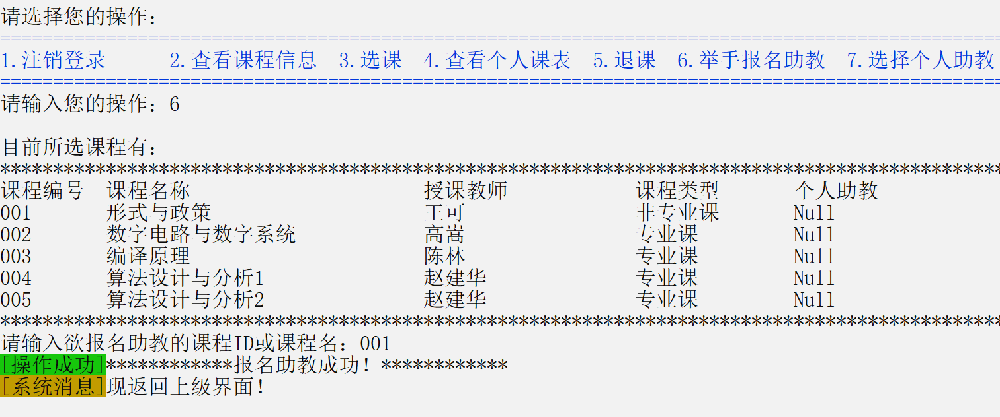 请选择您的操作：
===============================================================================================
1.注销登录      2.查看课程信息  3.选课  4.查看个人课表  5.退课  6.举手报名助教  7.选择个人助教
===============================================================================================
请输入您的操作：6
目前所选课程有：
***********************************************************************************************
课程编号  课程名称                      授课教师            课程类型       个人助教
001       形式与政策                    王可                非专业课       Null
002       数字电路与数字系统            高嵩                专业课         Null
003       编译原理                      陈林                专业课         Null
004       算法设计与分析1               赵建华              专业课         Null
005       算法设计与分析2               赵建华              专业课         Null
***********************************************************************************************
请输入欲报名助教的课程ID或课程名：001
[操作成功]************报名助教成功！************
[系统消息]现返回上级界面！